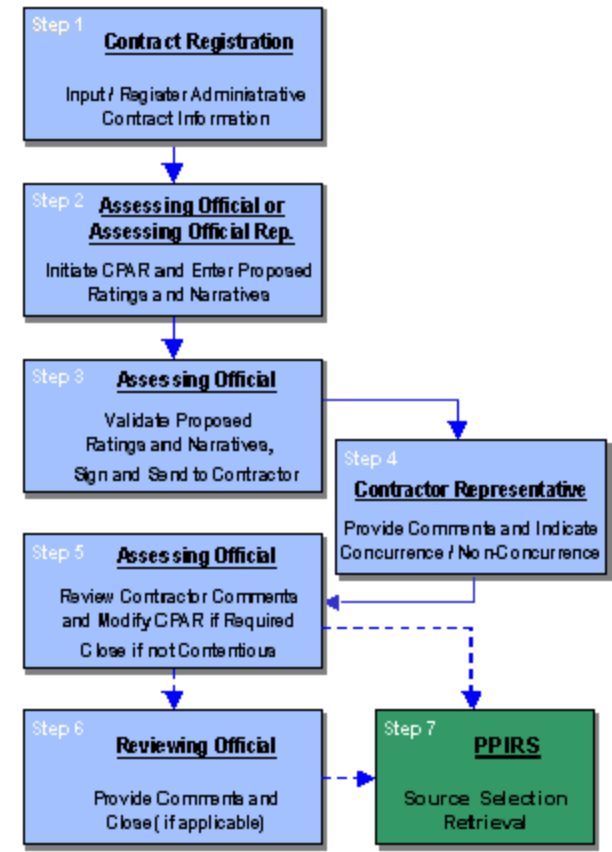 Step 1
Contract Registration
Input / Register Administrative
Contract Information
Step 2
Assessing Official or
Assessing Official Rep.
Initiate CPAR and Enter Proposed
Ratings and Narratives
Step 3
Assessing Official
Validate Proposed
Ratings and Narratives,
Sign and Send to Contractor
Step 4
Contractor Representative
Provide Comments and Indicate
Concurrence / Non-Concurrence
Step 5
Assessing Official
Review Contractor Comments
and Modify CPAR if Required
Close if not Contentious
Step 6
Reviewing Official
Provide Comments and
Close( if applicable)
Step 7
PPIRS
Source Selection
Retrieval